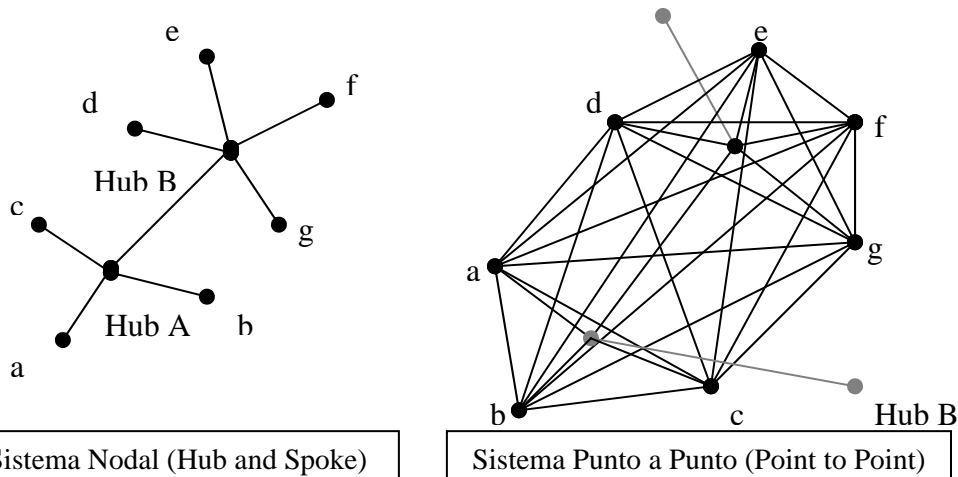 e
f
d
Hub B
c
g
Hub A
b
a
Sistema Nodal (Hub and Spoke)
e
d
f
g
a
b
c
Hub B
Sistema Punto a Punto (Point to Point)